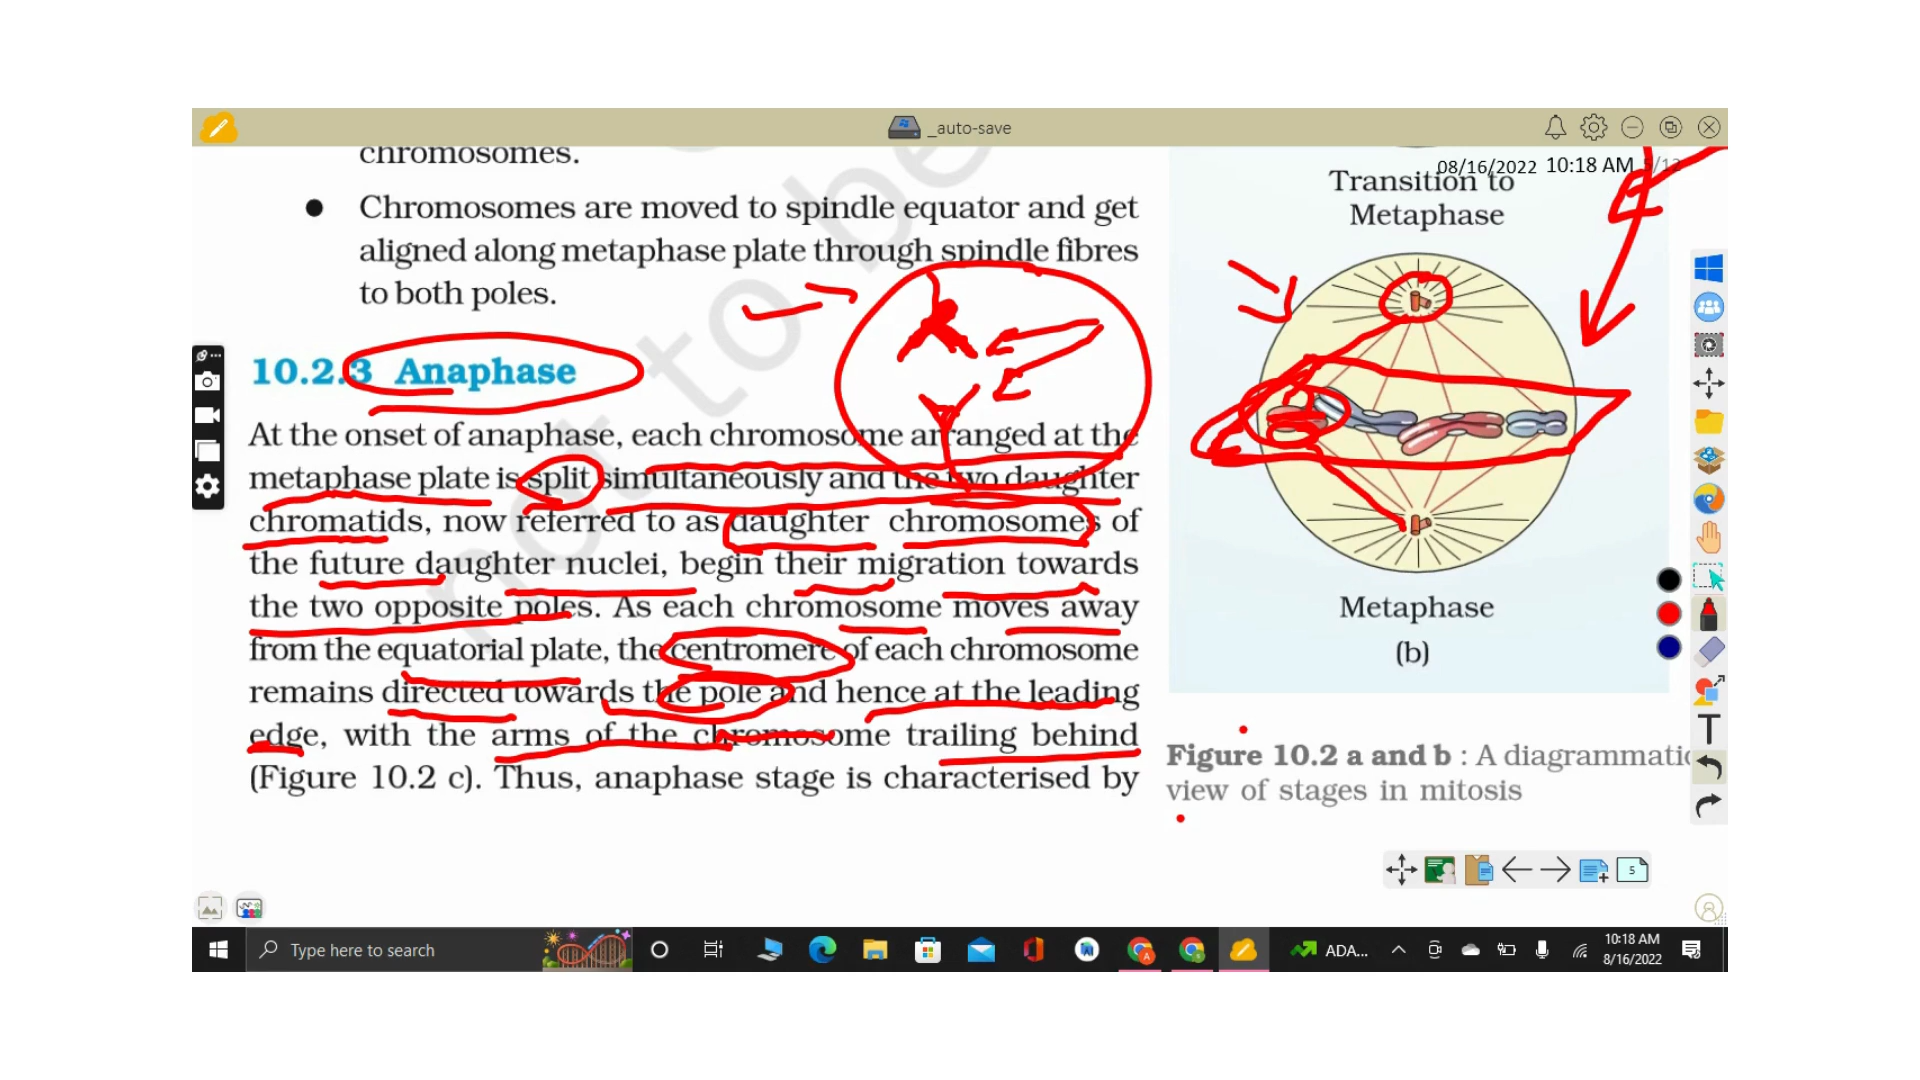 _auto-save
08/16/2022 10:18 AM 5/12
chromosomes.
● Chromosomes are moved to spindle equator and get
aligned along metaphase plate through spindle fibres
to both poles.
10.2.3 Anaphase
At the onset of anaphase, each chromosome arranged at the
metaphase plate is split simultaneously and the two daughter
chromatids, now referred to as daughter chromosomes of
the future daughter nuclei, begin their migration towards
the two opposite poles. As each chromosome moves away
from the equatorial plate, the centromere of each chromosome
remains directed towards the pole and hence at the leading
edge, with the arms of the chromosome trailing behind
(Figure 10.2 c). Thus, anaphase stage is characterised by
not to be
Transition to
Metaphase
Metaphase
(b)
Figure 10.2 a and b : A diagrammatic
view of stages in mitosis
T
5
Type here to search
ADA...
10:18 AM
8/16/2022